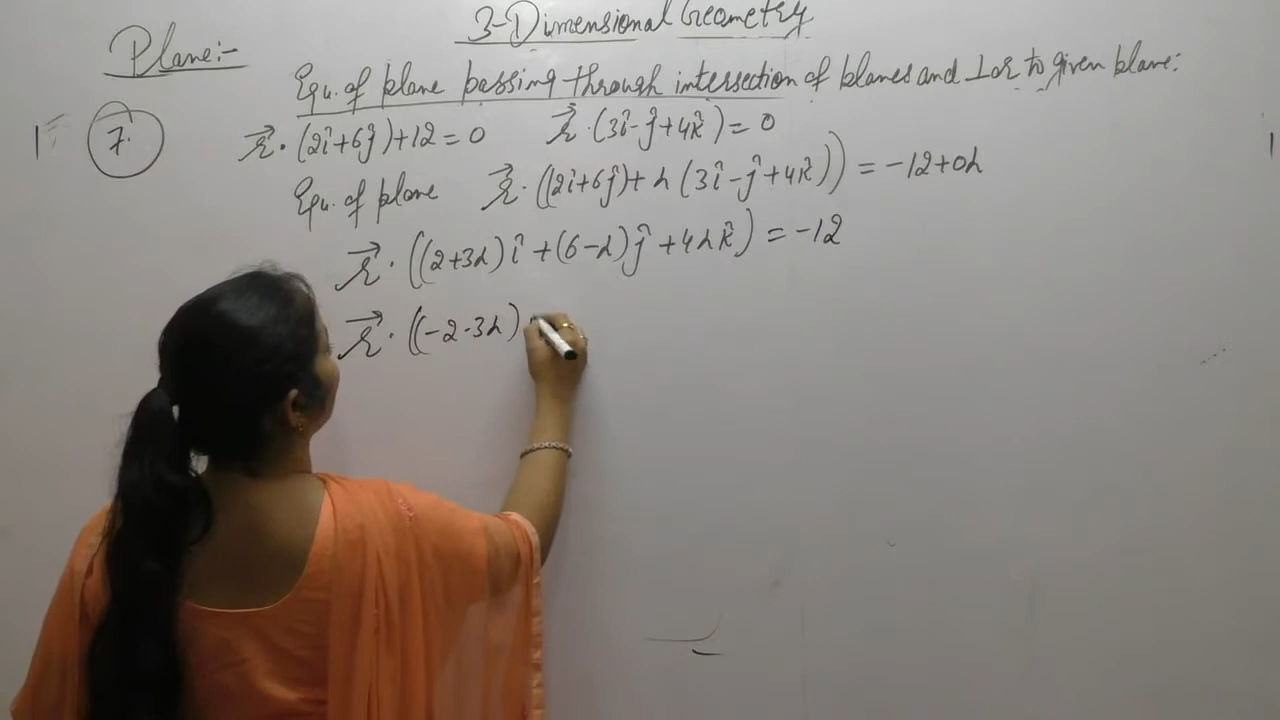 3-Dimensional Geometry
Plane:-
Equ. of plane passing through intersection of planes and ⊥ar to given plane:
7. r⃗·(2î+6ĵ)+12=0 r⃗·(3î-ĵ+4k̂)=0
Equ. of plane r⃗·((2î+6ĵ)+λ(3î-ĵ+4k̂))=-12+0λ
r⃗·((2+3λ)î+(6-λ)ĵ+4λk̂)=-12
r⃗·((-2-3λ)